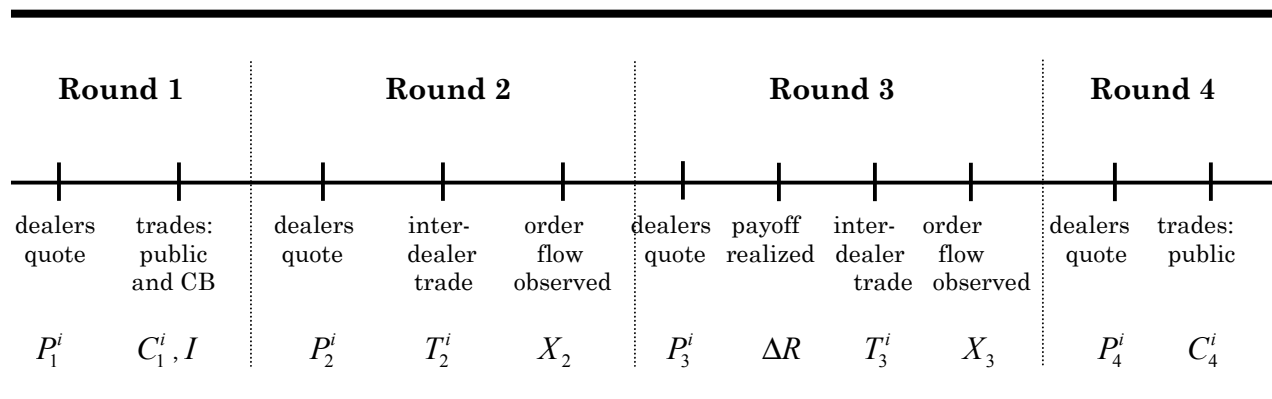 Round 1 Round 2 Round 3 Round 4
dealers trades: dealers inter- order dealers payoff inter- order dealers trades:
quote public quote dealer flow quote realized dealer flow quote public
and CB trade observed trade observed
P_1^i C_1^i, I P_2^i T_2^i X_2 P_3^i ΔR T_3^i X_3 P_4^i C_4^i